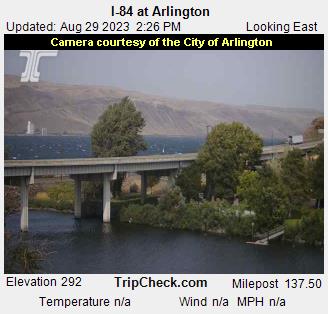 I-84 at Arlington
Updated: Aug 29 2023 2:26 PM Looking East
Camera courtesy of the City of Arlington
Elevation 292 TripCheck.com Milepost 137.50
Temperature n/a Wind n/a MPH n/a